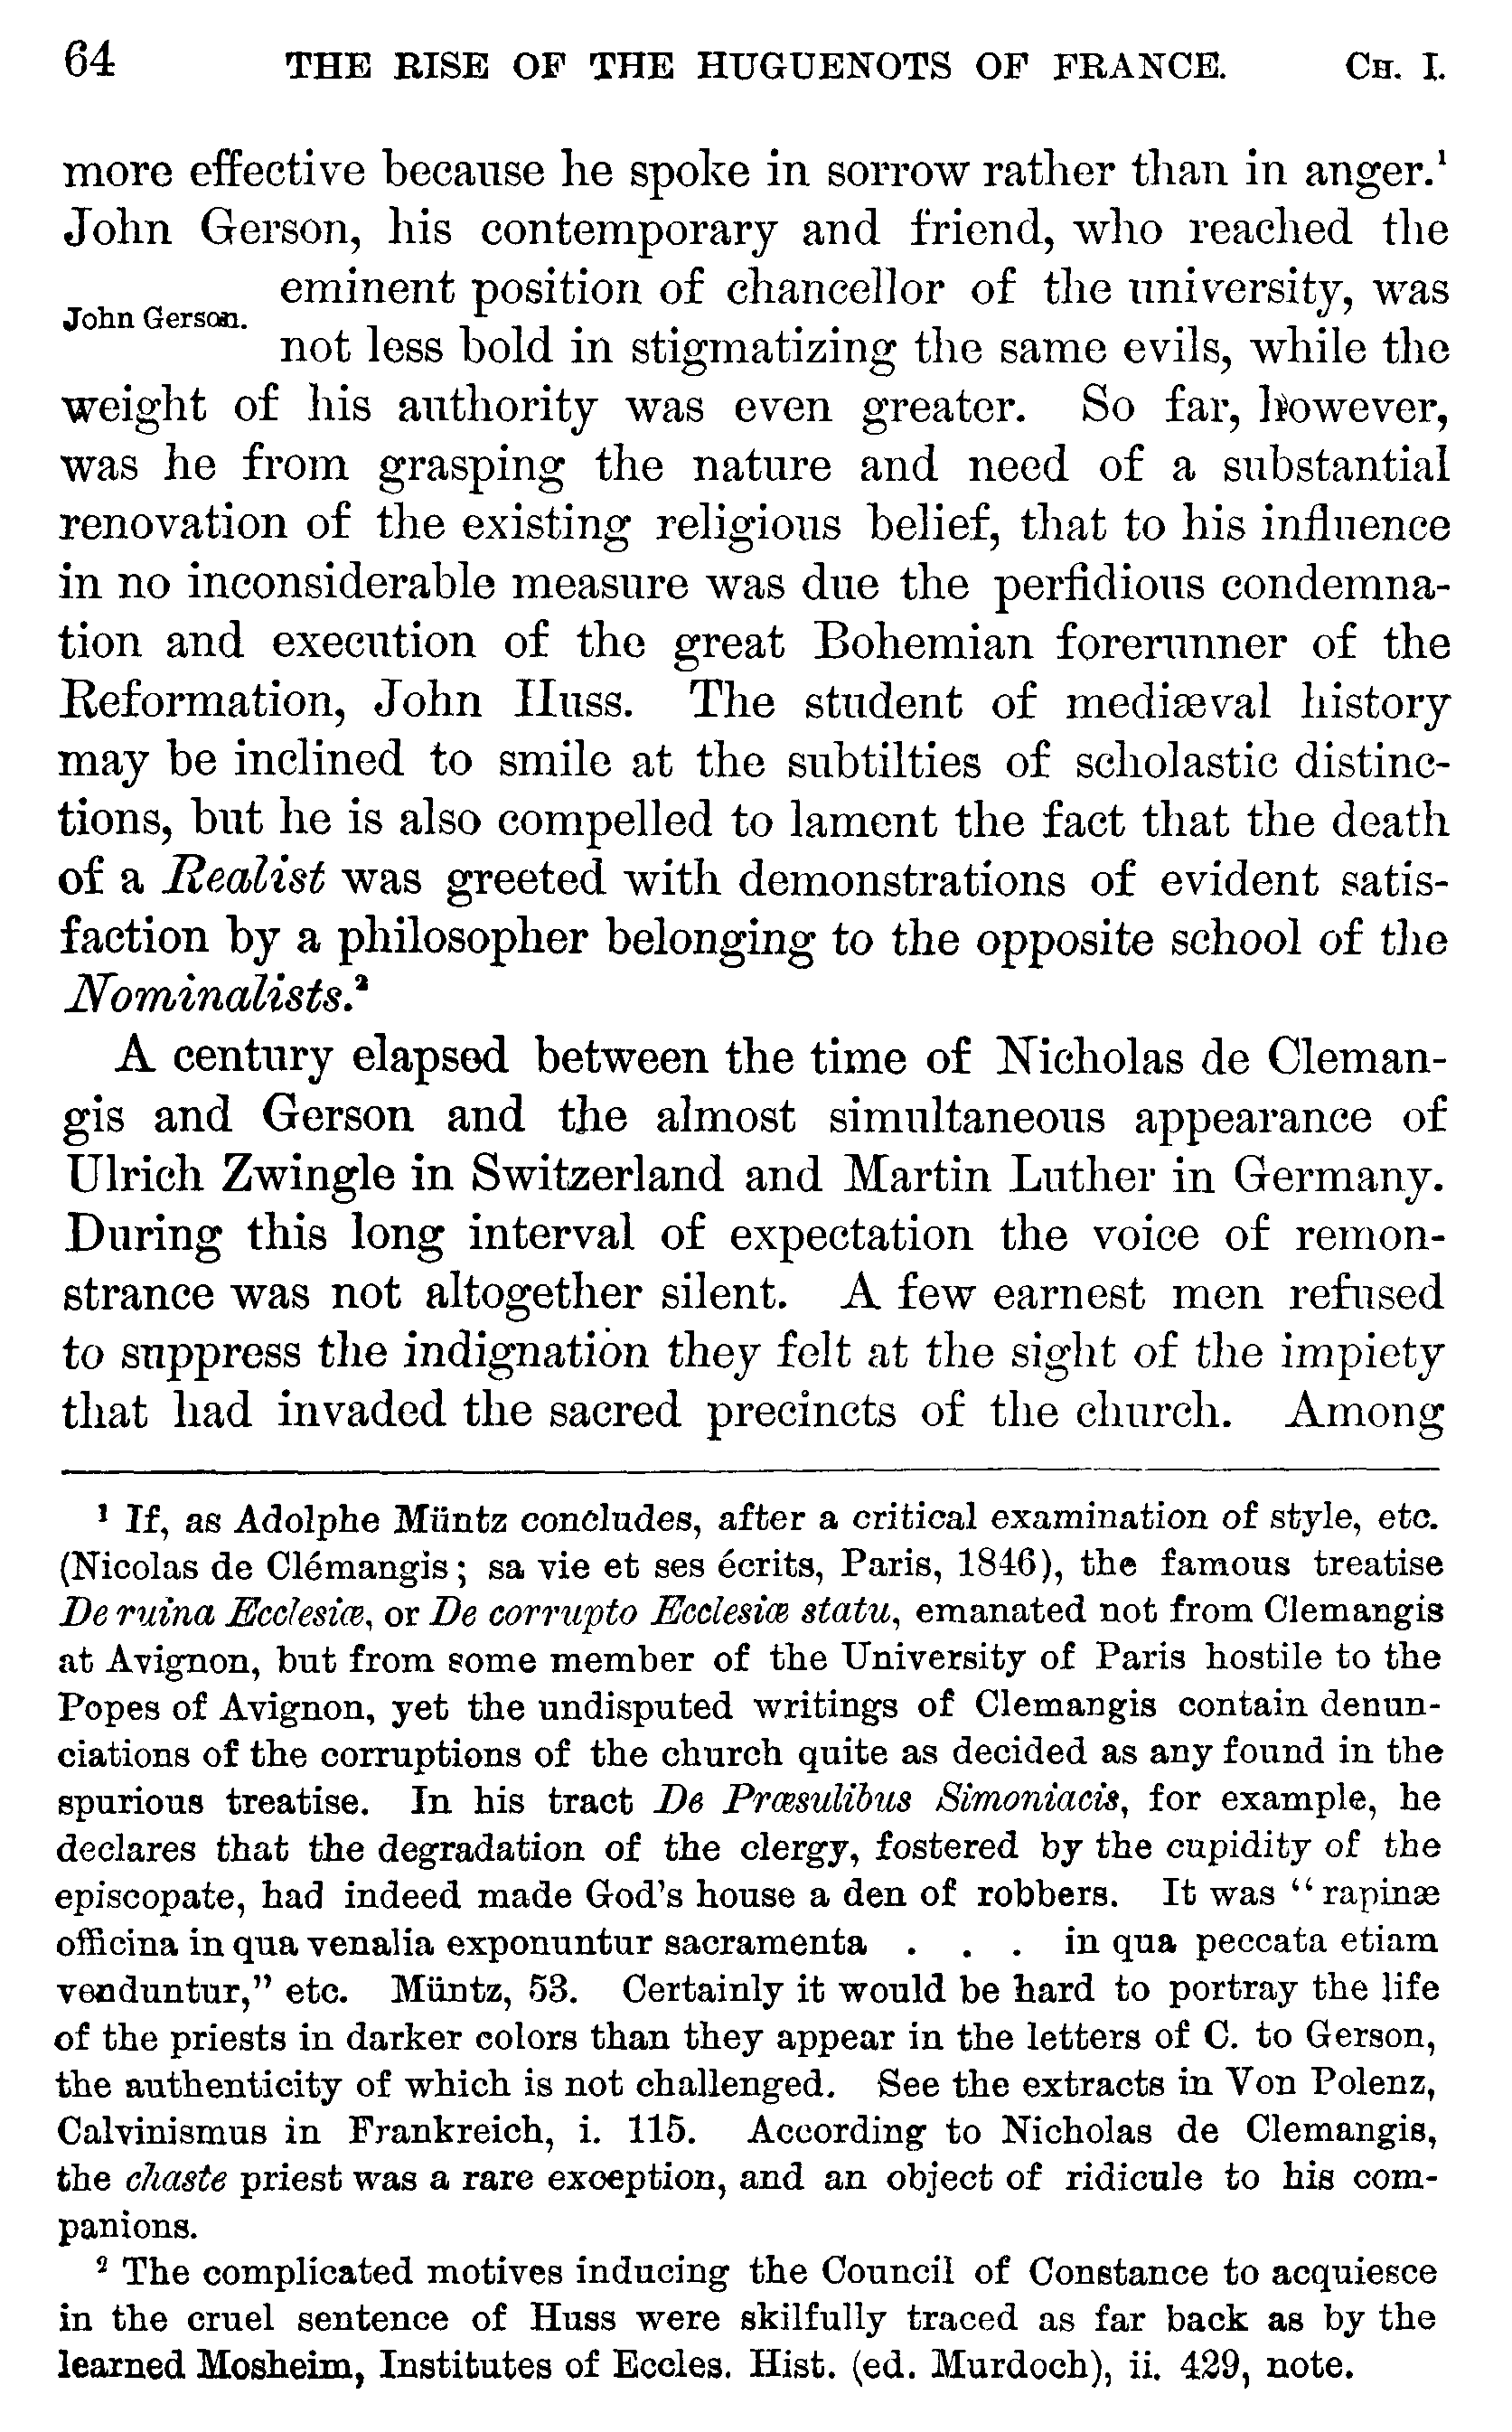 64 THE RISE OF THE HUGUENOTS OF FRANCE. CH. I.
more effective because he spoke in sorrow rather than in anger.¹
John Gerson, his contemporary and friend, who reached the
eminent position of chancellor of the university, was
John Gerson.
not less bold in stigmatizing the same evils, while the
weight of his authority was even greater. So far, however,
was he from grasping the nature and need of a substantial
renovation of the existing religious belief, that to his influence
in no inconsiderable measure was due the perfidious condemna-
tion and execution of the great Bohemian forerunner of the
Reformation, John Huss. The student of mediæval history
may be inclined to smile at the subtilties of scholastic distinc-
tions, but he is also compelled to lament the fact that the death
of a Realist was greeted with demonstrations of evident satis-
faction by a philosopher belonging to the opposite school of the
Nominalists.²
A century elapsed between the time of Nicholas de Cleman-
gis and Gerson and the almost simultaneous appearance of
Ulrich Zwingle in Switzerland and Martin Luther in Germany.
During this long interval of expectation the voice of remon-
strance was not altogether silent. A few earnest men refused
to suppress the indignation they felt at the sight of the impiety
that had invaded the sacred precincts of the church. Among
¹ If, as Adolphe Müntz concludes, after a critical examination of style, etc.
(Nicolas de Clémangis; sa vie et ses écrits, Paris, 1846), the famous treatise
De ruina Ecclesiæ, or De corrupto Ecclesiæ statu, emanated not from Clemangis
at Avignon, but from some member of the University of Paris hostile to the
Popes of Avignon, yet the undisputed writings of Clemangis contain denun-
ciations of the corruptions of the church quite as decided as any found in the
spurious treatise. In his tract De Præsulibus Simoniacis, for example, he
declares that the degradation of the clergy, fostered by the cupidity of the
episcopate, had indeed made God's house a den of robbers. It was "rapinæ
officina in qua venalia exponuntur sacramenta . . . in qua peccata etiam
venduntur," etc. Müntz, 53. Certainly it would be hard to portray the life
of the priests in darker colors than they appear in the letters of C. to Gerson,
the authenticity of which is not challenged. See the extracts in Von Polenz,
Calvinismus in Frankreich, i. 115. According to Nicholas de Clemangis,
the chaste priest was a rare exception, and an object of ridicule to his com-
panions.
² The complicated motives inducing the Council of Constance to acquiesce
in the cruel sentence of Huss were skilfully traced as far back as by the
learned Mosheim, Institutes of Eccles. Hist. (ed. Murdoch), ii. 429, note.